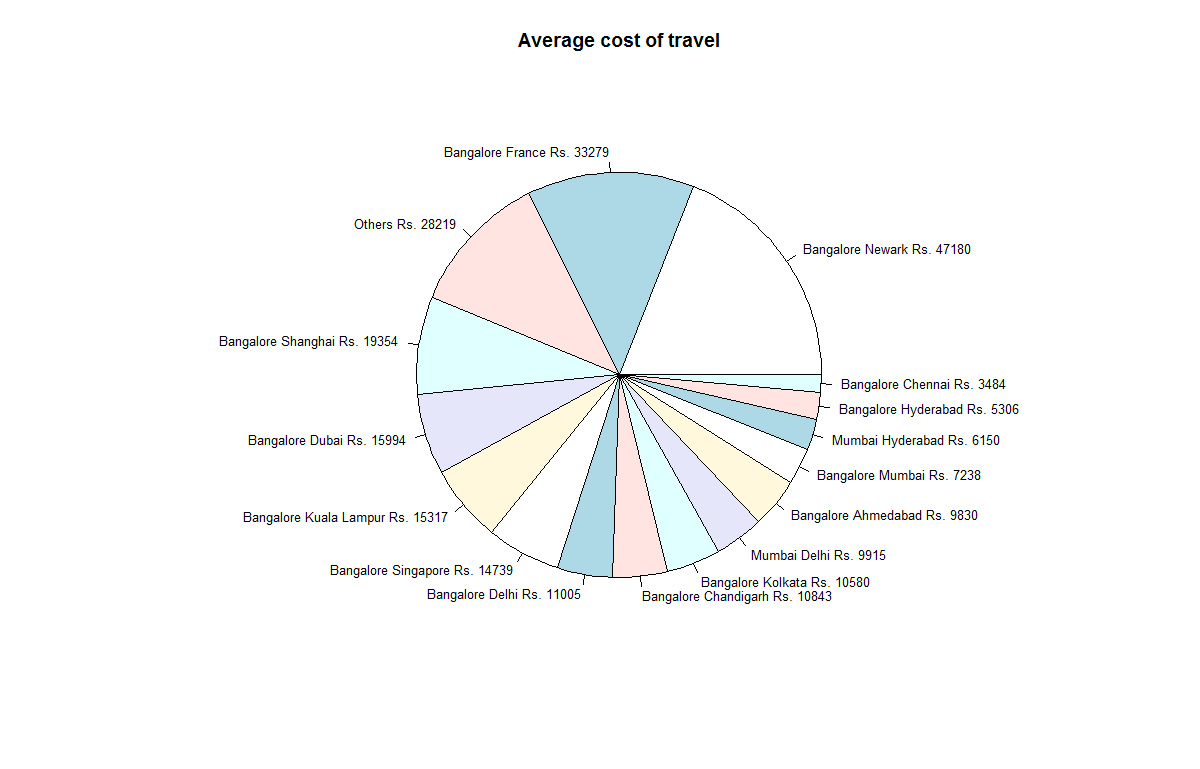 Average cost of travel
Bangalore France Rs. 33279
Others Rs. 28219
Bangalore Newark Rs. 47180
Bangalore Shanghai Rs. 19354
Bangalore Chennai Rs. 3484
Bangalore Hyderabad Rs. 5306
Bangalore Dubai Rs. 15994
Mumbai Hyderabad Rs. 6150
Bangalore Mumbai Rs. 7238
Bangalore Kuala Lampur Rs. 15317
Bangalore Ahmedabad Rs. 9830
Mumbai Delhi Rs. 9915
Bangalore Singapore Rs. 14739
Bangalore Kolkata Rs. 10580
Bangalore Delhi Rs. 11005
Bangalore Chandigarh Rs. 10843